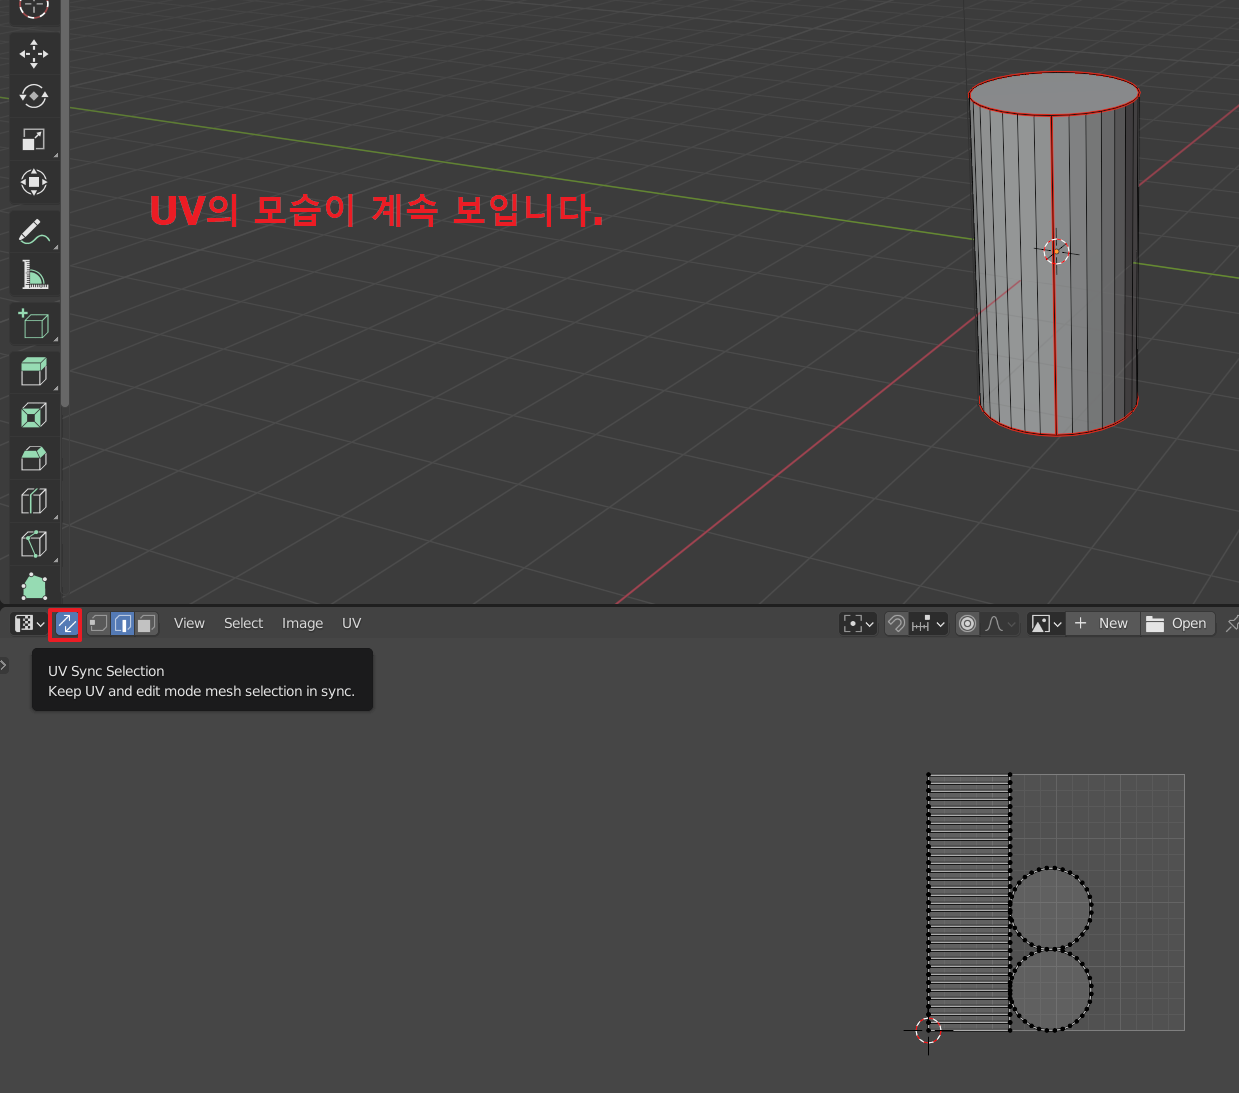 UV의 모습이 계속 보입니다.
View Select Image UV New Open
UV Sync Selection
Keep UV and edit mode mesh selection in sync.